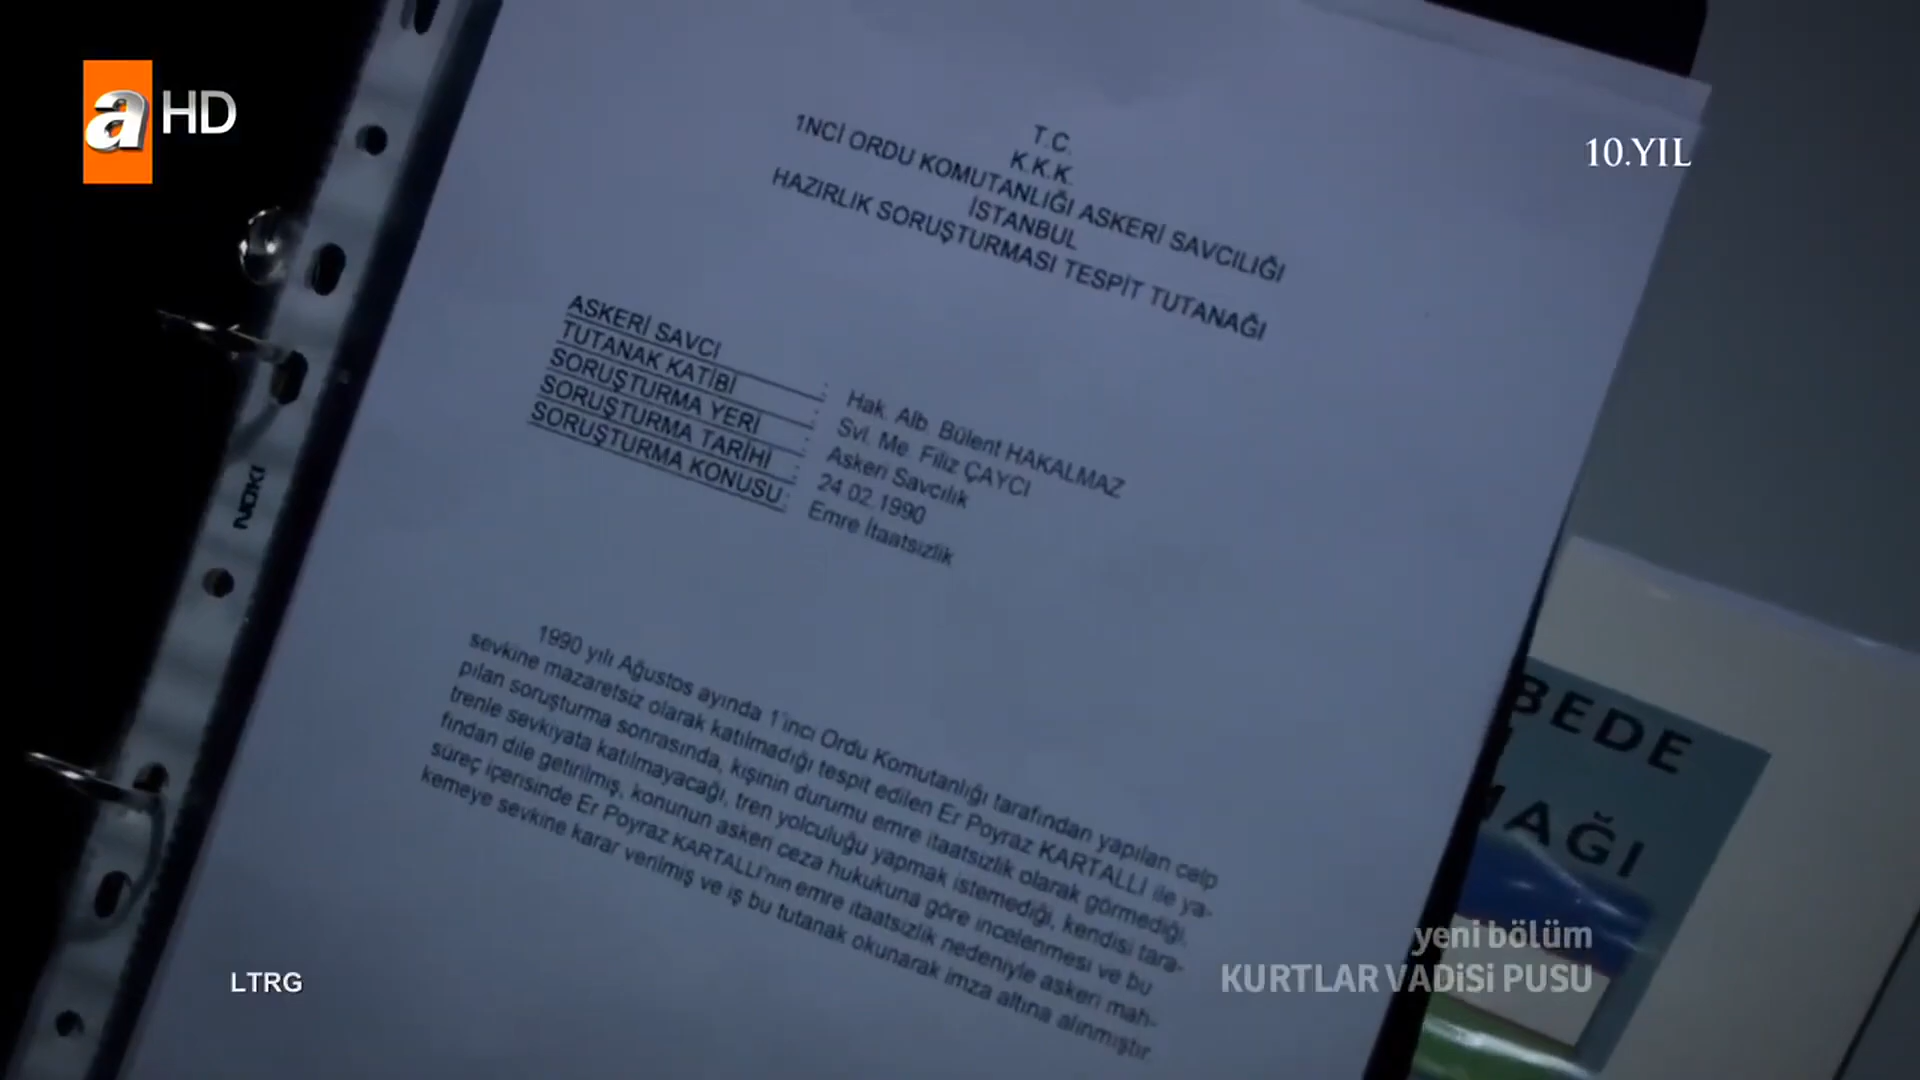 a HD
10.YIL
T.C.
K.K.K.
1NCİ ORDU KOMUTANLIĞI ASKERİ SAVCILIĞI
İSTANBUL
HAZIRLIK SORUŞTURMASI TESPİT TUTANAĞI
ASKERİ SAVCI : Hak. Alb. Bülent HAKALMAZ
TUTANAK KATİBİ : Svl. Me. Filiz ÇAYCI
SORUŞTURMA YERİ : Askeri Savcılık
SORUŞTURMA TARİHİ : 24.02.1990
SORUŞTURMA KONUSU : Emre İtaatsizlik
1990 yılı Ağustos ayında 1'inci Ordu Komutanlığı tarafından yapılan celp
sevkine mazaretsiz olarak katılmadığı tespit edilen Er Poyraz KARTALLI ile ya-
pılan soruşturma sonrasında, kişinin durumu emre itaatsizlik olarak görmediği,
trenle sevkiyata katılmayacağı, tren yolculuğu yapmak istemediği, kendisi tara-
fından dile getirilmiş, konunun askeri ceza hukukuna göre incelenmesi ve bu
süreç içerisinde Er Poyraz KARTALLI'nın emre itaatsizlik nedeniyle askeri mah-
kemeye sevkine karar verilmiş ve iş bu tutanak okunarak imza altına alınmıştır
NOKI
BEDE
AĞI
yeni bölüm
KURTLAR VADiSi PUSU
LTRG